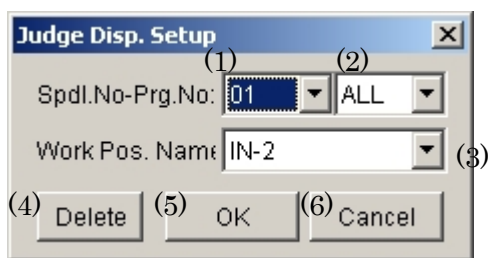 Judge Disp. Setup
(1) (2)
Spdl.No-Prg.No: 01 ALL
Work Pos. Name IN-2 (3)
(4) Delete (5) OK (6) Cancel